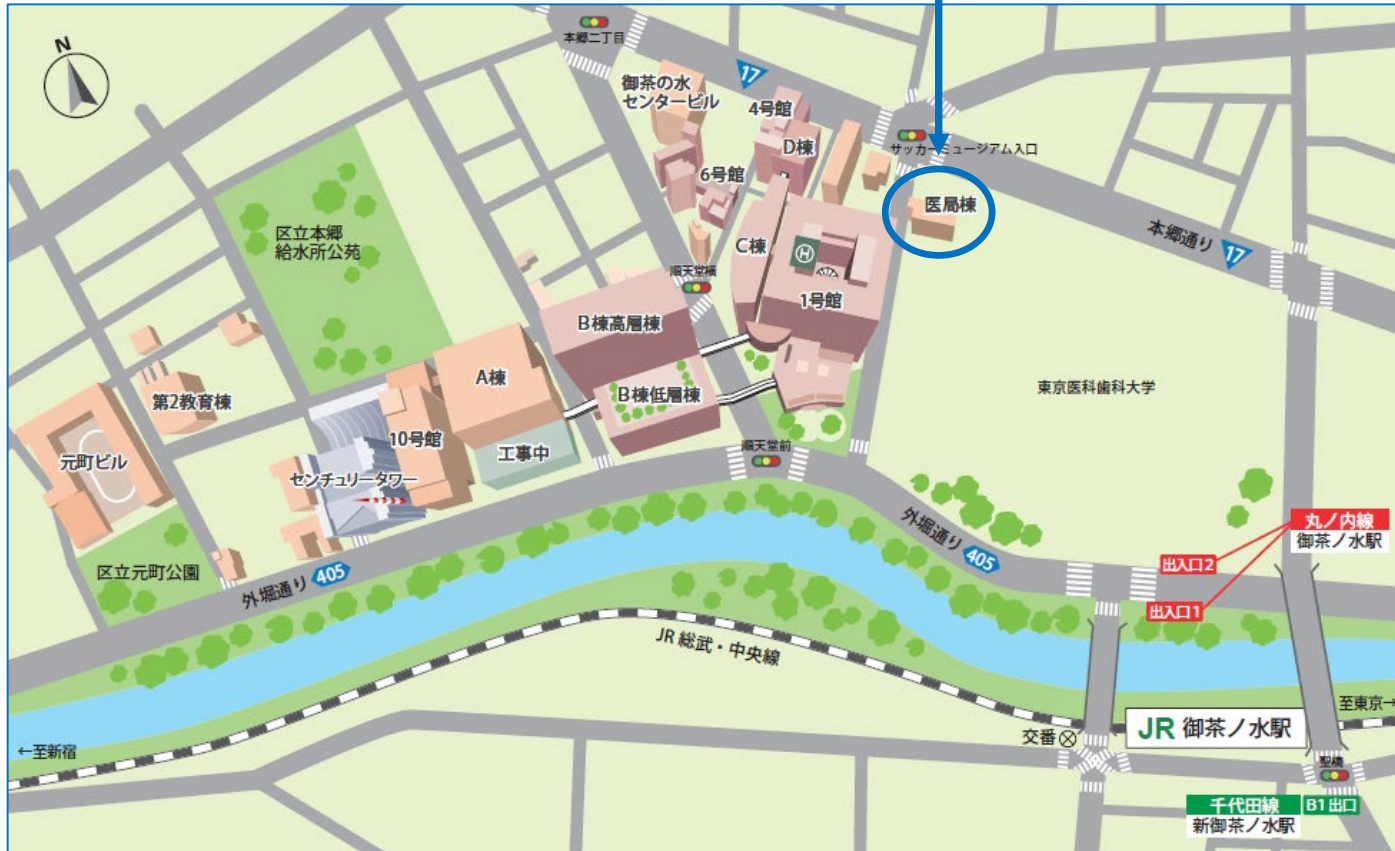 N
本郷二丁目
17
御茶の水
センタービル
4号館
D棟
サッカーミュージアム入口
6号館
医局棟
区立本郷
給水所公苑
C棟
H
本郷通り 17
順天堂横
1号館
B棟高層棟
A棟
B棟低層棟
東京医科歯科大学
第2教育棟
10号館
工事中
順天堂前
元町ビル
センチュリータワー
外堀通り 405
丸ノ内線
御茶ノ水駅
出入口2
区立元町公園
外堀通り 405
出入口1
JR 総武・中央線
至東京→
←至新宿
交番
JR 御茶ノ水駅
聖橋
千代田線
B1出口
新御茶ノ水駅